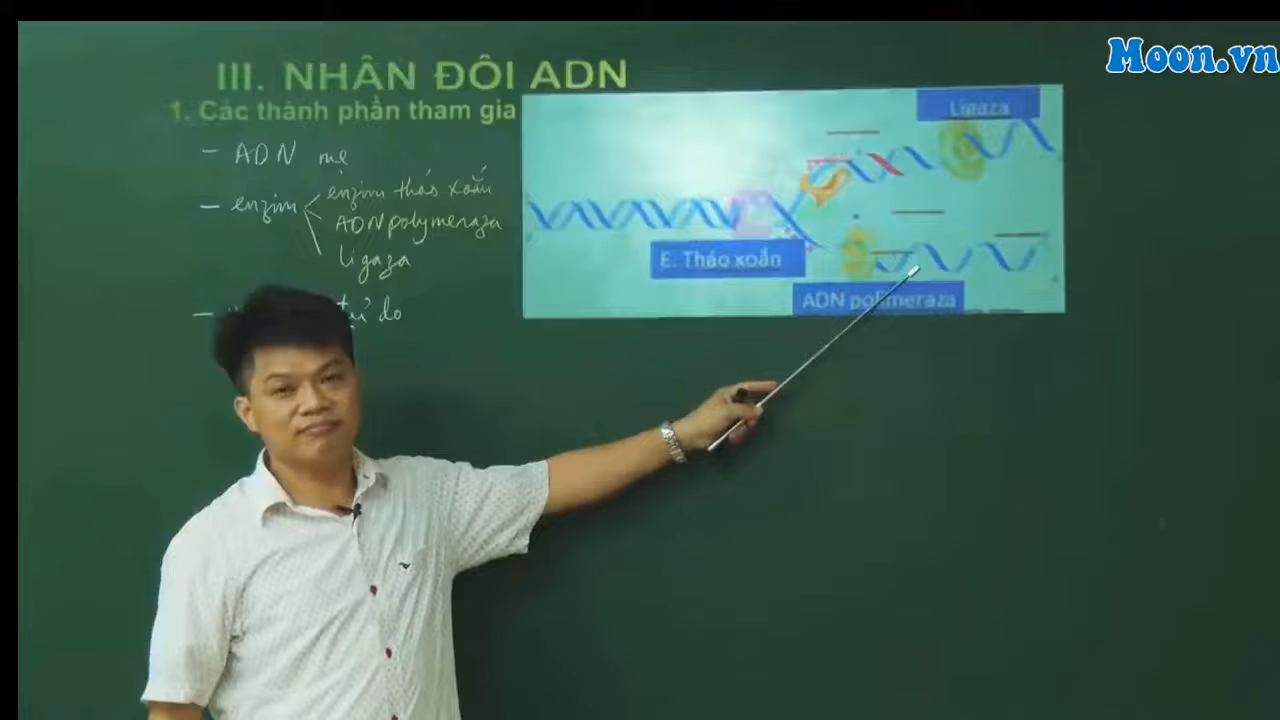 Moon.vn
III. NHÂN ĐÔI ADN
1. Các thành phần tham gia
- ADN mẹ
- enzim
enzim tháo xoắn
ADN polymeraza
ligaza
- tự do
Ligaza
E. Tháo xoắn
ADN polimeraza